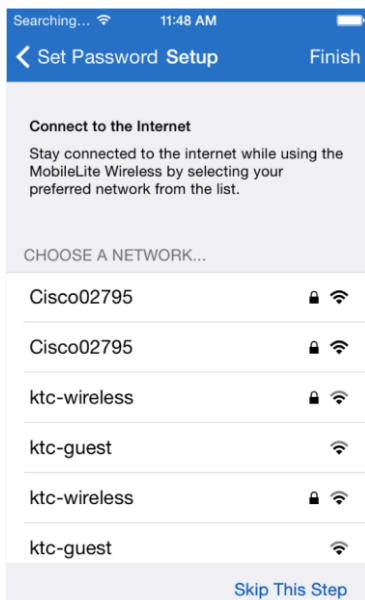 Searching... 11:48 AM
Set Password Setup Finish
Connect to the Internet
Stay connected to the internet while using the
MobileLite Wireless by selecting your
preferred network from the list.
CHOOSE A NETWORK...
Cisco02795
Cisco02795
ktc-wireless
ktc-guest
ktc-wireless
ktc-guest
Skip This Step